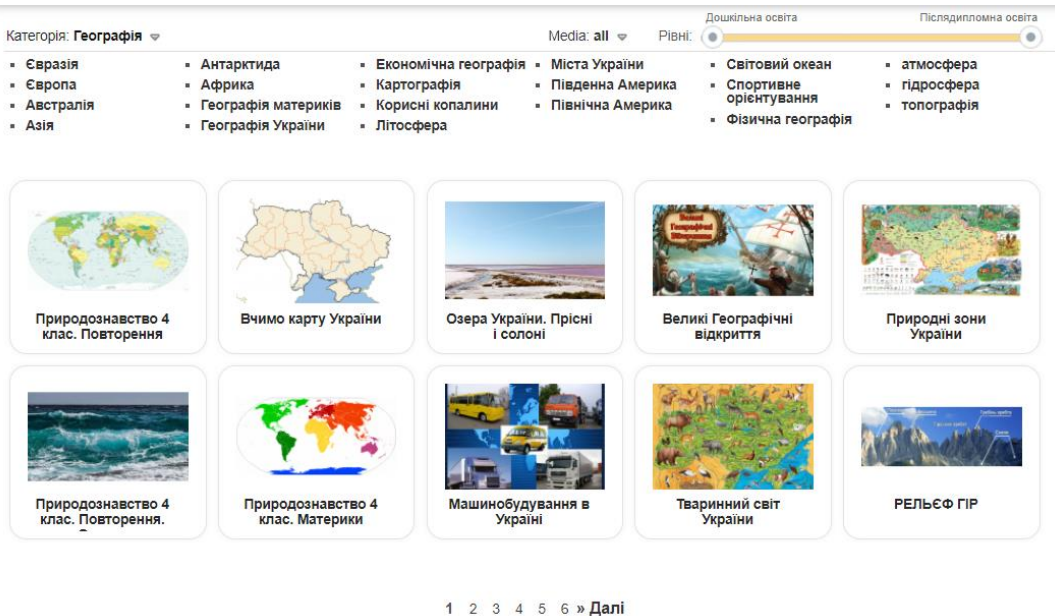 Дошкільна освіта
Післядипломна освіта
Категорія: Географія
Media: all
Рівні:
Євразія
Європа
Австралія
Азія
Антарктида
Африка
Географія материків
Географія України
Економічна географія
Картографія
Корисні копалини
Літосфера
Міста України
Південна Америка
Північна Америка
Світовий океан
Спортивне
орієнтування
Фізична географія
атмосфера
гідросфера
топографія
Природознавство 4
клас. Повторення
Вчимо карту України
Озера України. Прісні
і солоні
Великі
Географічні
Відкриття
Великі Географічні
відкриття
Природні зони
України
Природознавство 4
клас. Повторення.
Природознавство 4
клас. Материки
Машинобудування в
Україні
Тваринний світ
України
РЕЛЬЄФ ГІР
1 2 3 4 5 6 » Далі